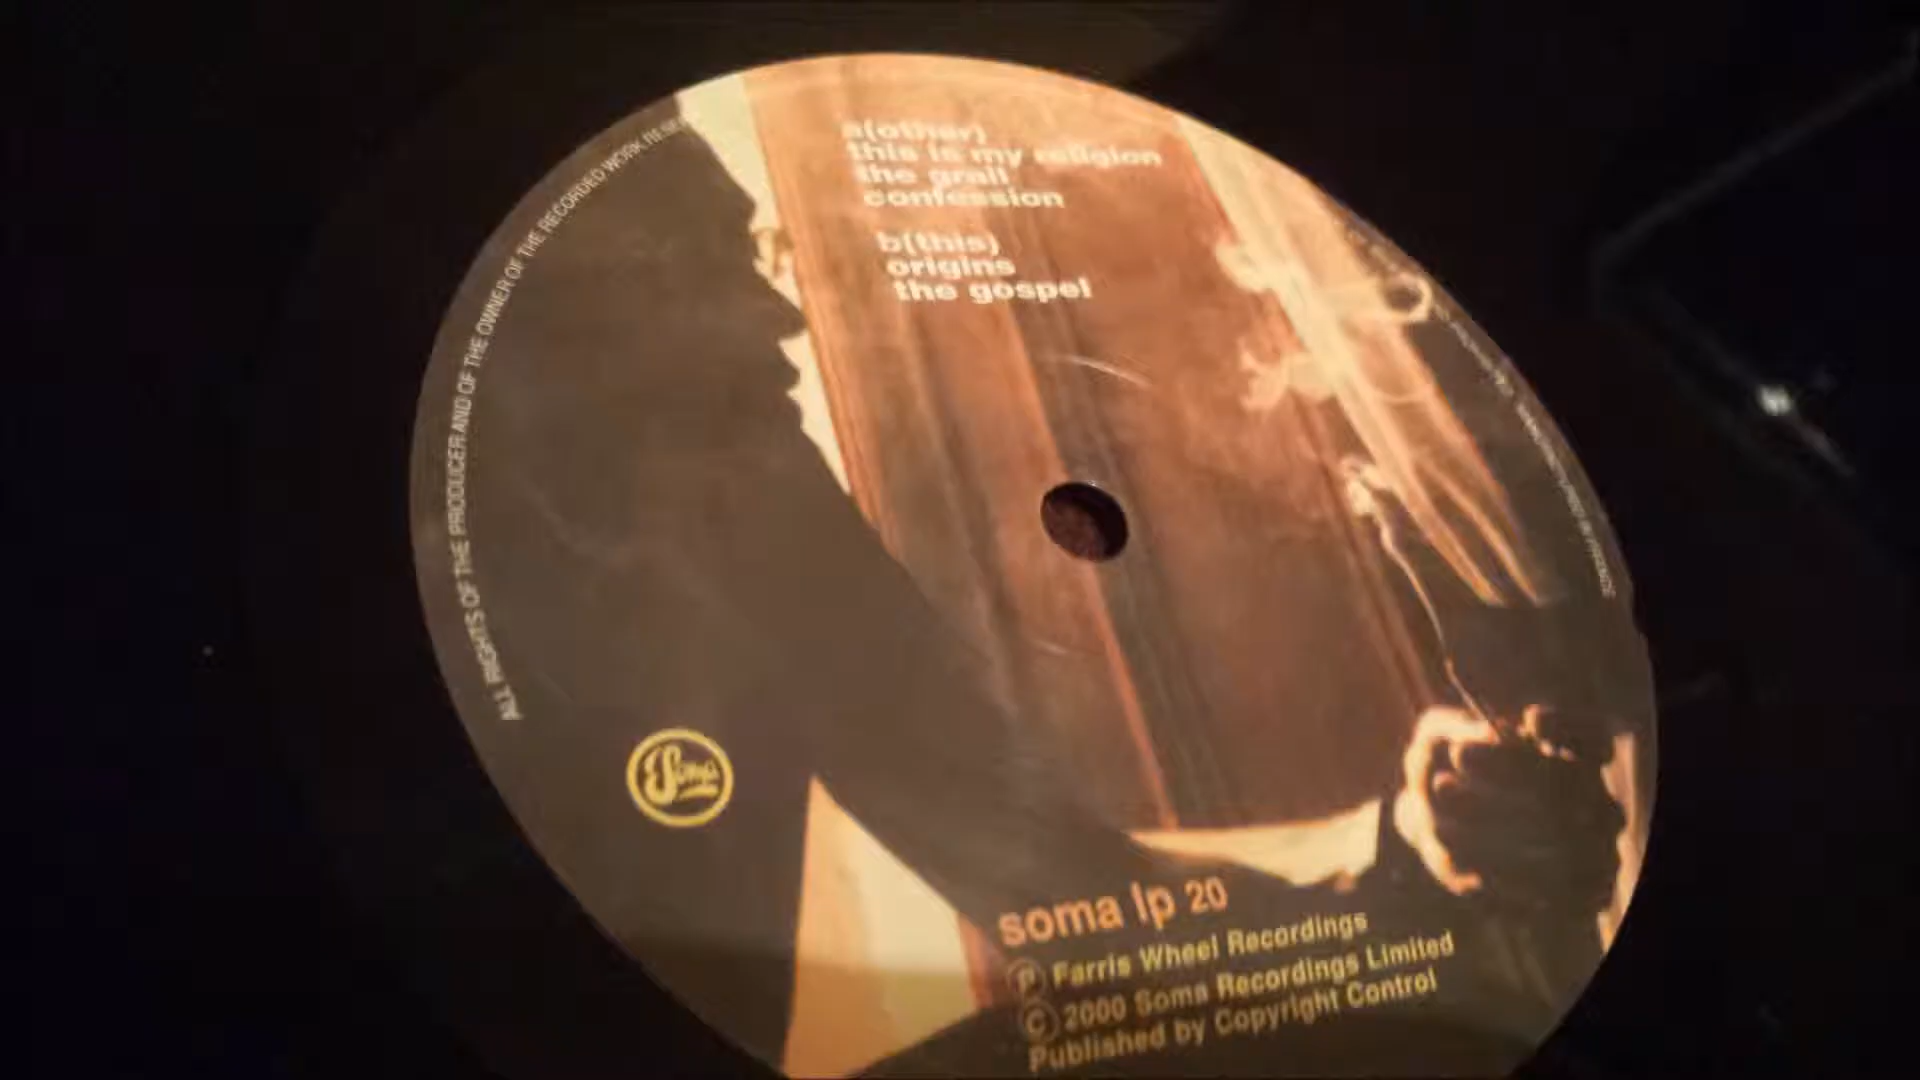 a(other)
this is my religion
the grail
confession
b(this)
origins
the gospel
ALL RIGHTS OF THE PRODUCER AND OF THE OWNER OF THE RECORDED WORK
Soma
soma lp 20
Ⓟ Farris Wheel Recordings
© 2000 Soma Recordings Limited
Published by Copyright Control